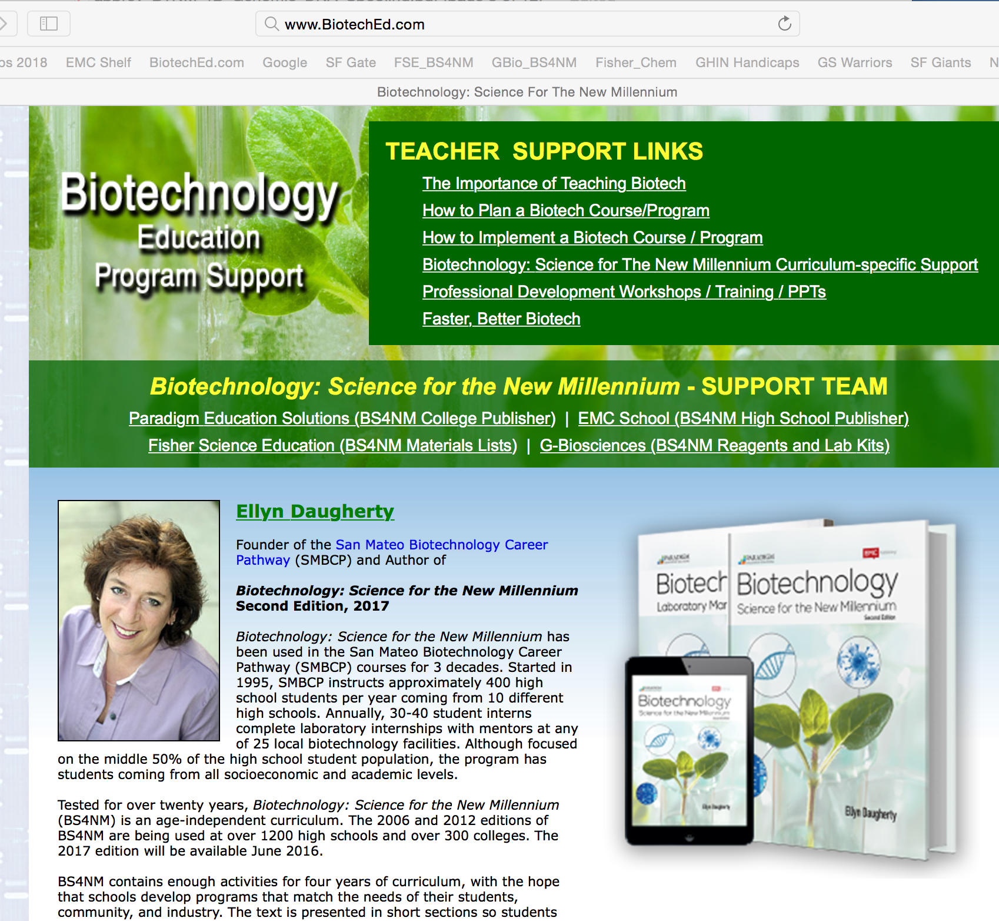 www.BiotechEd.com
os 2018 EMC Shelf BiotechEd.com Google SF Gate FSE_BS4NM GBio_BS4NM Fisher_Chem GHIN Handicaps GS Warriors SF Giants N
Biotechnology: Science For The New Millennium
Biotechnology
Education
Program Support
TEACHER SUPPORT LINKS
The Importance of Teaching Biotech
How to Plan a Biotech Course/Program
How to Implement a Biotech Course / Program
Biotechnology: Science for The New Millennium Curriculum-specific Support
Professional Development Workshops / Training / PPTs
Faster, Better Biotech
Biotechnology: Science for the New Millennium - SUPPORT TEAM
Paradigm Education Solutions (BS4NM College Publisher) | EMC School (BS4NM High School Publisher)
Fisher Science Education (BS4NM Materials Lists) | G-Biosciences (BS4NM Reagents and Lab Kits)
Ellyn Daugherty
Founder of the San Mateo Biotechnology Career
Pathway (SMBCP) and Author of
Biotechnology: Science for the New Millennium
Second Edition, 2017
Biotechnology: Science for the New Millennium has
been used in the San Mateo Biotechnology Career
Pathway (SMBCP) courses for 3 decades. Started in
1995, SMBCP instructs approximately 400 high
school students per year coming from 10 different
high schools. Annually, 30-40 student interns
complete laboratory internships with mentors at any
of 25 local biotechnology facilities. Although focused
on the middle 50% of the high school student population, the program has
students coming from all socioeconomic and academic levels.
Tested for over twenty years, Biotechnology: Science for the New Millennium
(BS4NM) is an age-independent curriculum. The 2006 and 2012 editions of
BS4NM are being used at over 1200 high schools and over 300 colleges. The
2017 edition will be available June 2016.
BS4NM contains enough activities for four years of curriculum, with the hope
that schools develop programs that match the needs of their students,
community, and industry. The text is presented in short sections so students
PARADIGM
Biotech
Laboratory Mar
PARADIGM
EMC
Biotechnology
Science for the New Millennium
Second Edition
Ellyn Daugherty
Biotechnology
Science for the New Millennium
Ellyn Daugherty